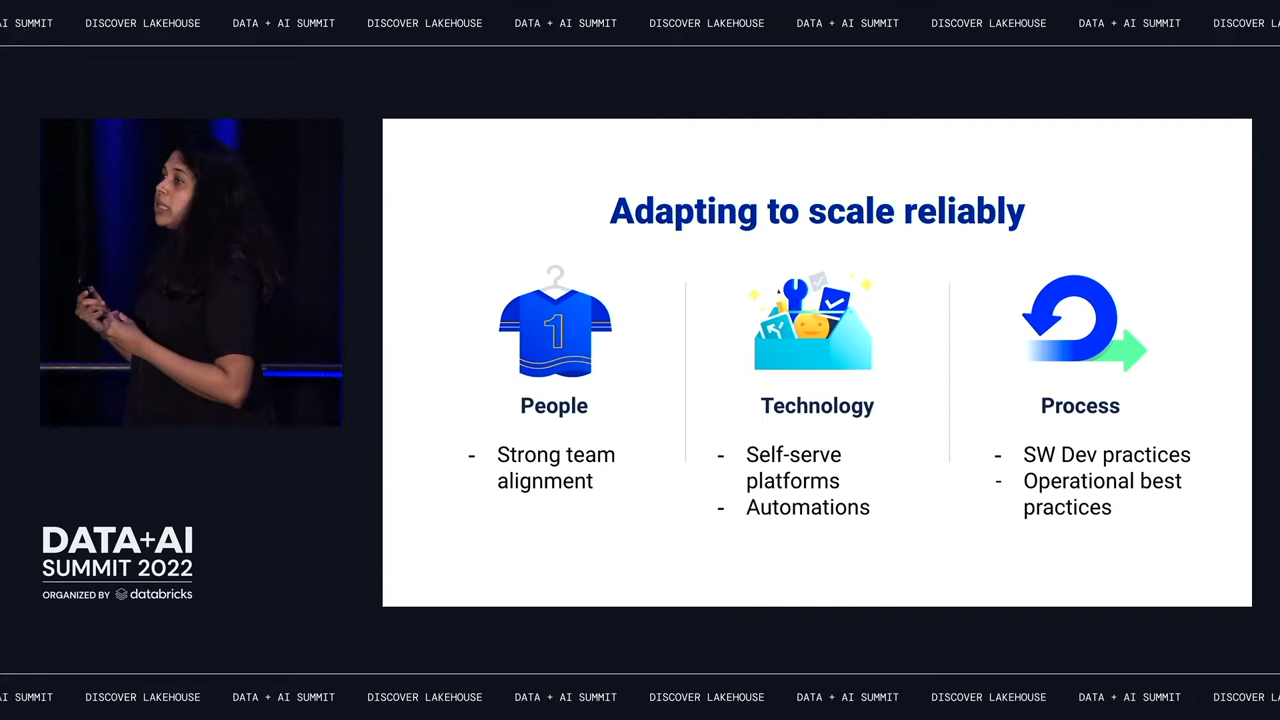 AI SUMMIT DISCOVER LAKEHOUSE DATA + AI SUMMIT DISCOVER LAKEHOUSE DATA + AI SUMMIT DISCOVER LAKEHOUSE DATA + AI SUMMIT DISCOVER LAKEHOUSE DATA + AI SUMMIT DISCOVER
Adapting to scale reliably
1
People
- Strong team
alignment
Technology
- Self-serve
platforms
- Automations
Process
- SW Dev practices
- Operational best
practices
DATA+AI
SUMMIT 2022
ORGANIZED BY databricks
AI SUMMIT DISCOVER LAKEHOUSE DATA + AI SUMMIT DISCOVER LAKEHOUSE DATA + AI SUMMIT DISCOVER LAKEHOUSE DATA + AI SUMMIT DISCOVER LAKEHOUSE DATA + AI SUMMIT DISCOVER